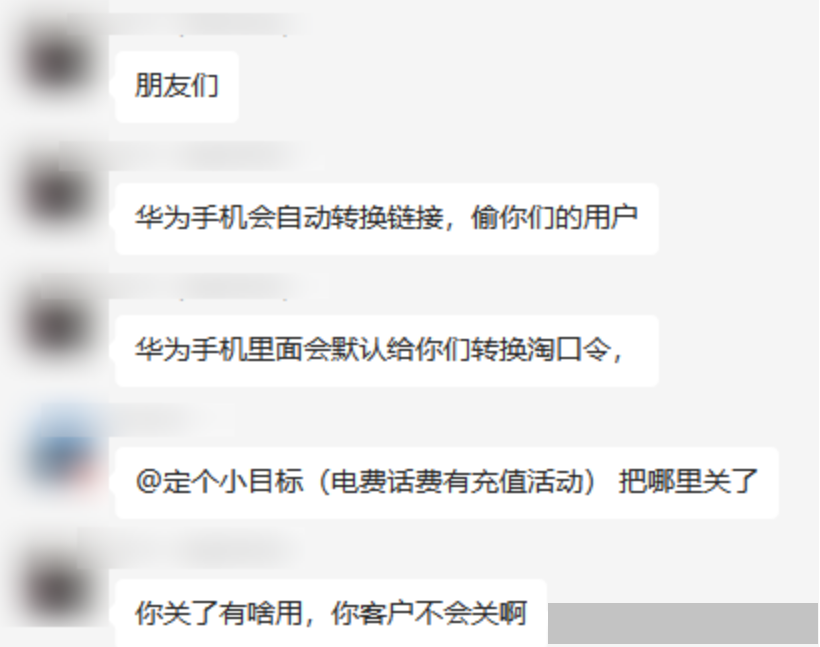 朋友们
华为手机会自动转换链接，偷你们的用户
华为手机里面会默认给你们转换淘口令，
@定个小目标（电费话费有充值活动） 把哪里关了
你关了有啥用，你客户不会关啊